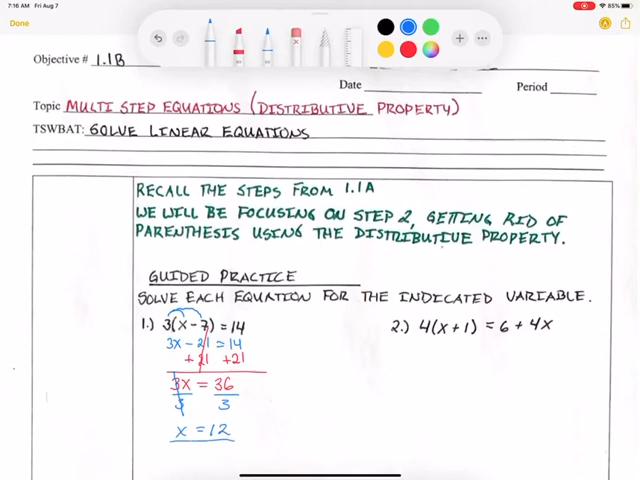 7:16 AM Fri Aug 7
85%
Done
Objective # 1.1B
Date Period
Topic MULTI STEP EQUATIONS (DISTRIBUTIVE PROPERTY)
TSWBAT: SOLVE LINEAR EQUATIONS
RECALL THE STEPS FROM 1.1A
WE WILL BE FOCUSING ON STEP 2, GETTING RID OF
PARENTHESIS USING THE DISTRIBUTIVE PROPERTY.
GUIDED PRACTICE
SOLVE EACH EQUATION FOR THE INDICATED VARIABLE.
1.) 3(x - 7) = 14
3x - 21 = 14
+ 21 + 21
3x = 36
3 3
x = 12
2.) 4(x + 1) = 6 + 4x